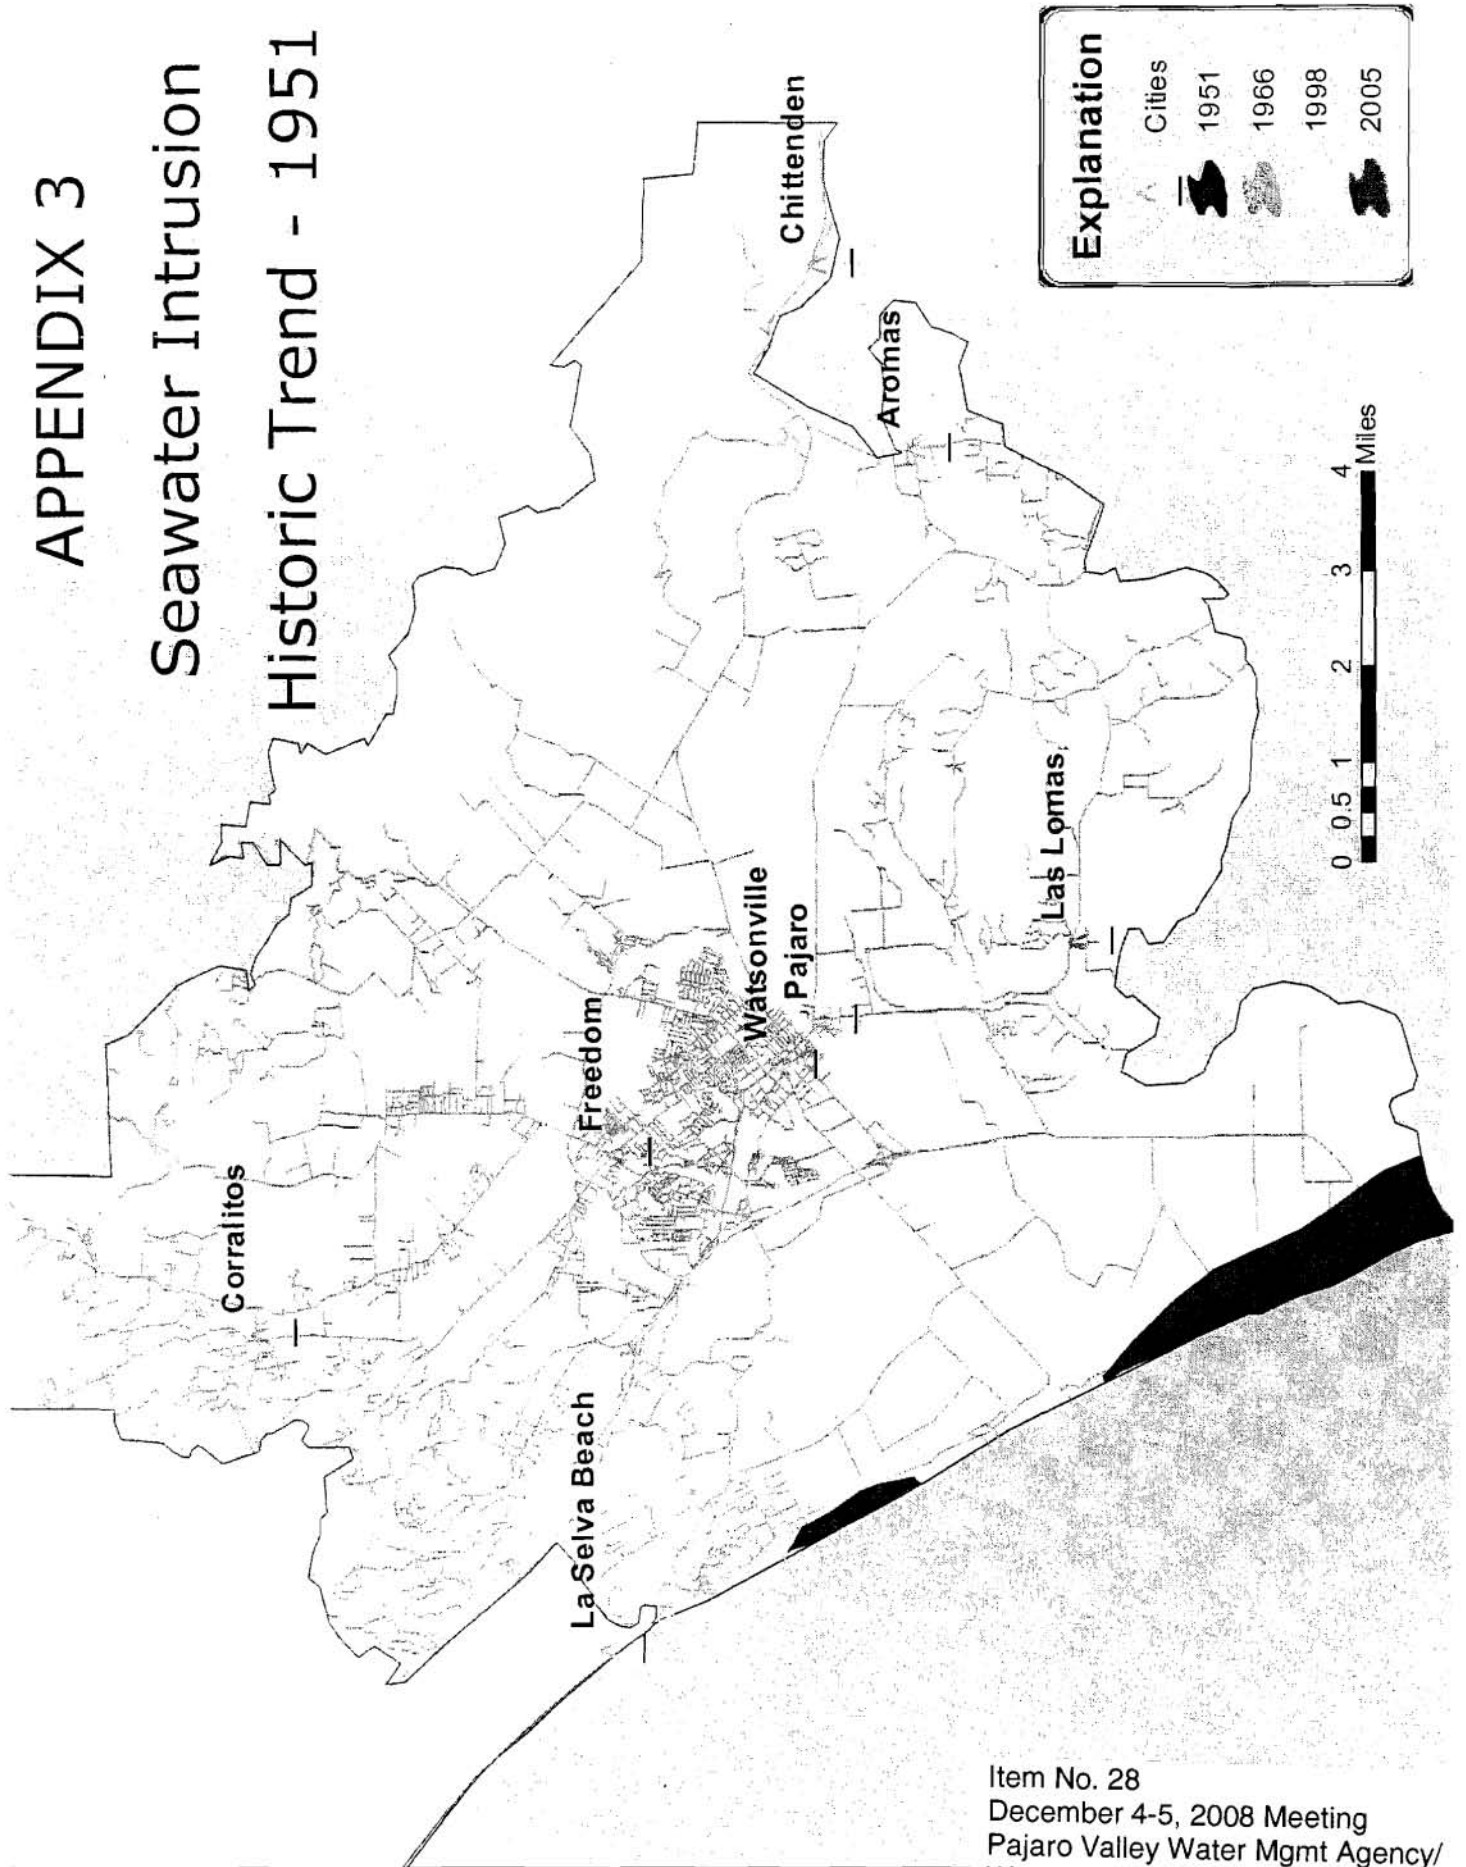 APPENDIX 3
Seawater Intrusion
Historic Trend - 1951
Chittenden
Aromas
Corralitos
Freedom
Watsonville
Pajaro
Las Lomas
La Selva Beach
Explanation
Cities
1951
1966
1998
2005
0 0.5 1 2 3 4
Miles
Item No. 28
December 4-5, 2008 Meeting
Pajaro Valley Water Mgmt Agency/